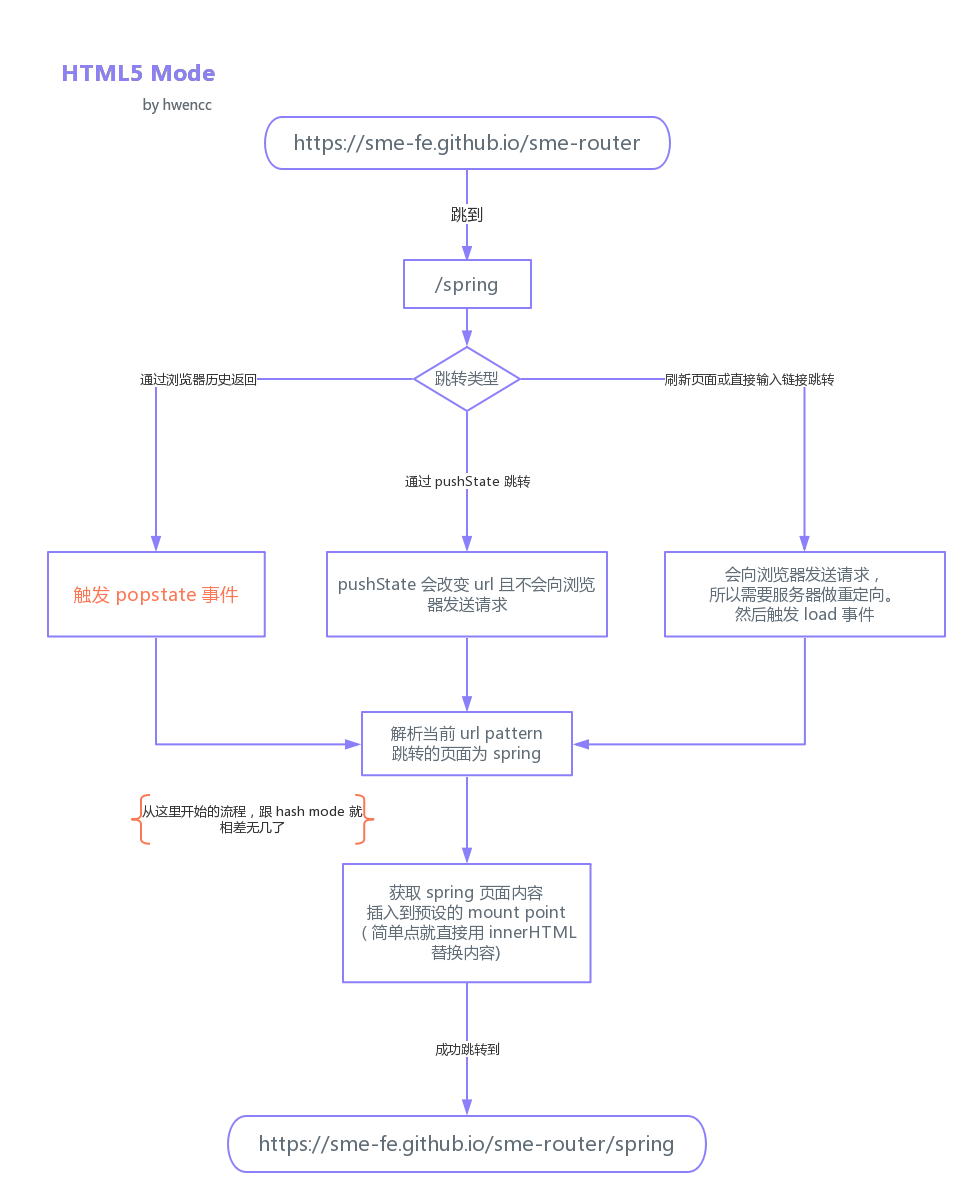 HTML5 Mode
by hwencc
https://sme-fe.github.io/sme-router
跳到
/spring
跳转类型
通过浏览器历史返回
刷新页面或直接输入链接跳转
通过 pushState 跳转
触发 popstate 事件
pushState 会改变 url 且不会向浏览
器发送请求
会向浏览器发送请求，
所以需要服务器做重定向。
然后触发 load 事件
解析当前 url pattern
跳转的页面为 spring
从这里开始的流程，跟 hash mode 就
相差无几了
获取 spring 页面内容
插入到预设的 mount point
( 简单点就直接用 innerHTML
替换内容)
成功跳转到
https://sme-fe.github.io/sme-router/spring